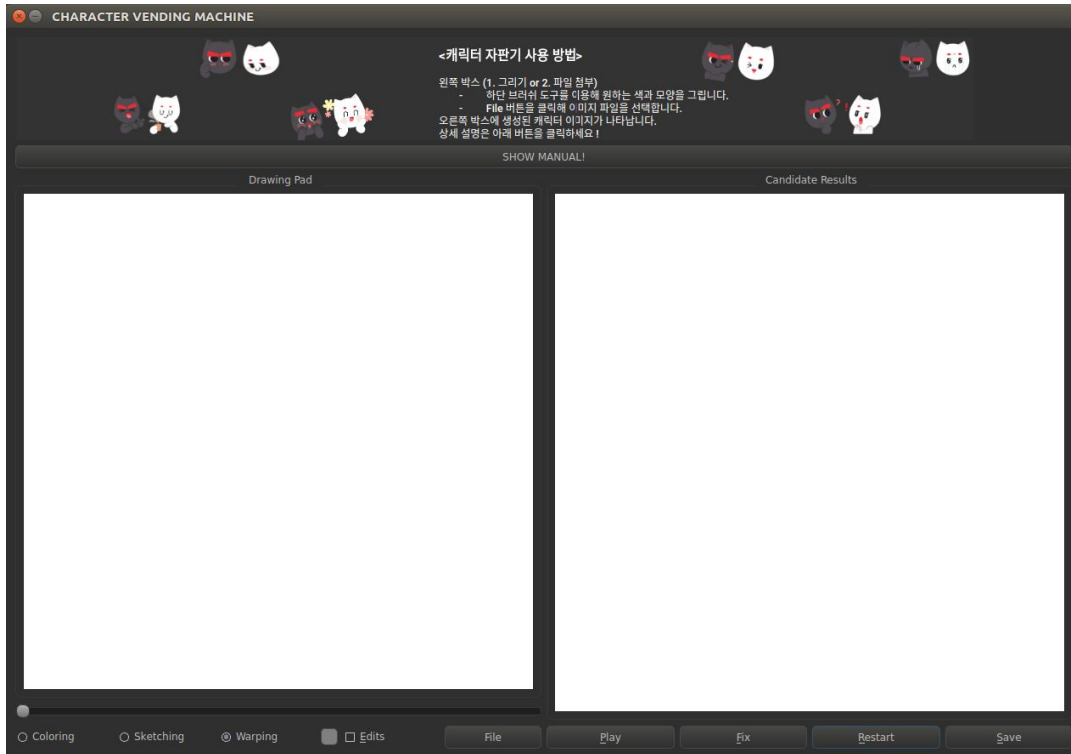 CHARACTER VENDING MACHINE
<캐릭터 자판기 사용 방법>
왼쪽 박스 (1. 그리기 or 2. 파일 첨부)
- 하단 브러쉬 도구를 이용해 원하는 색과 모양을 그립니다.
- File 버튼을 클릭해 이미지 파일을 선택합니다.
오른쪽 박스에 생성된 캐릭터 이미지가 나타납니다.
상세 설명은 아래 버튼을 클릭하세요 !
SHOW MANUAL!
Drawing Pad
Candidate Results
Coloring
Sketching
Warping
Edits
File
Play
Fix
Restart
Save